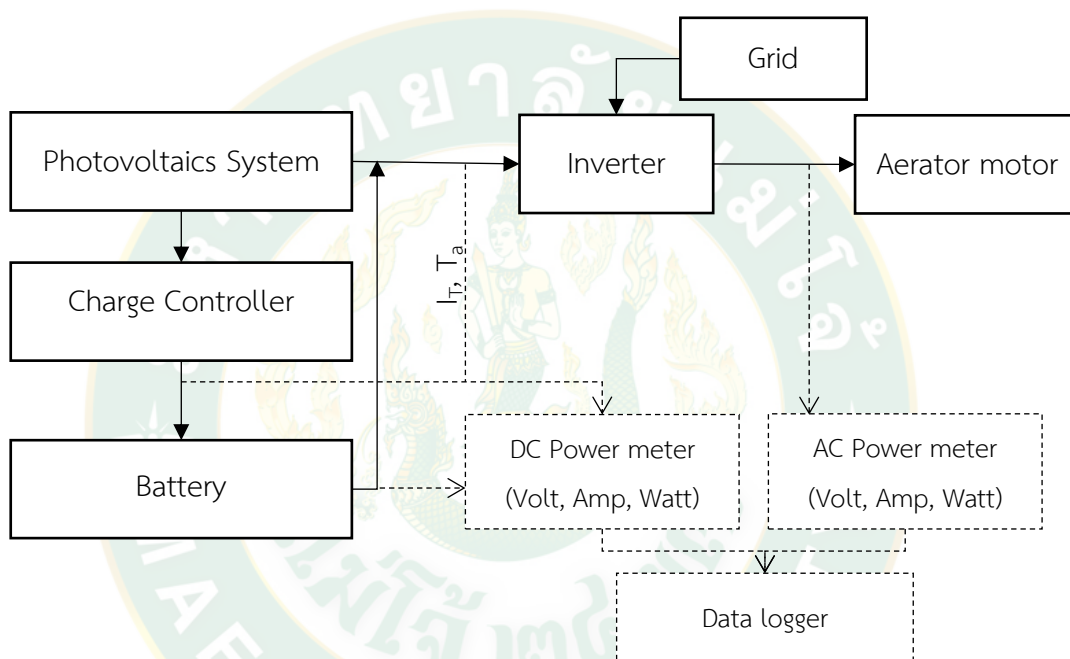 Grid
Photovoltaics System
Inverter
Aerator motor
I_T, T_a
Charge Controller
DC Power meter
(Volt, Amp, Watt)
AC Power meter
(Volt, Amp, Watt)
Battery
Data logger